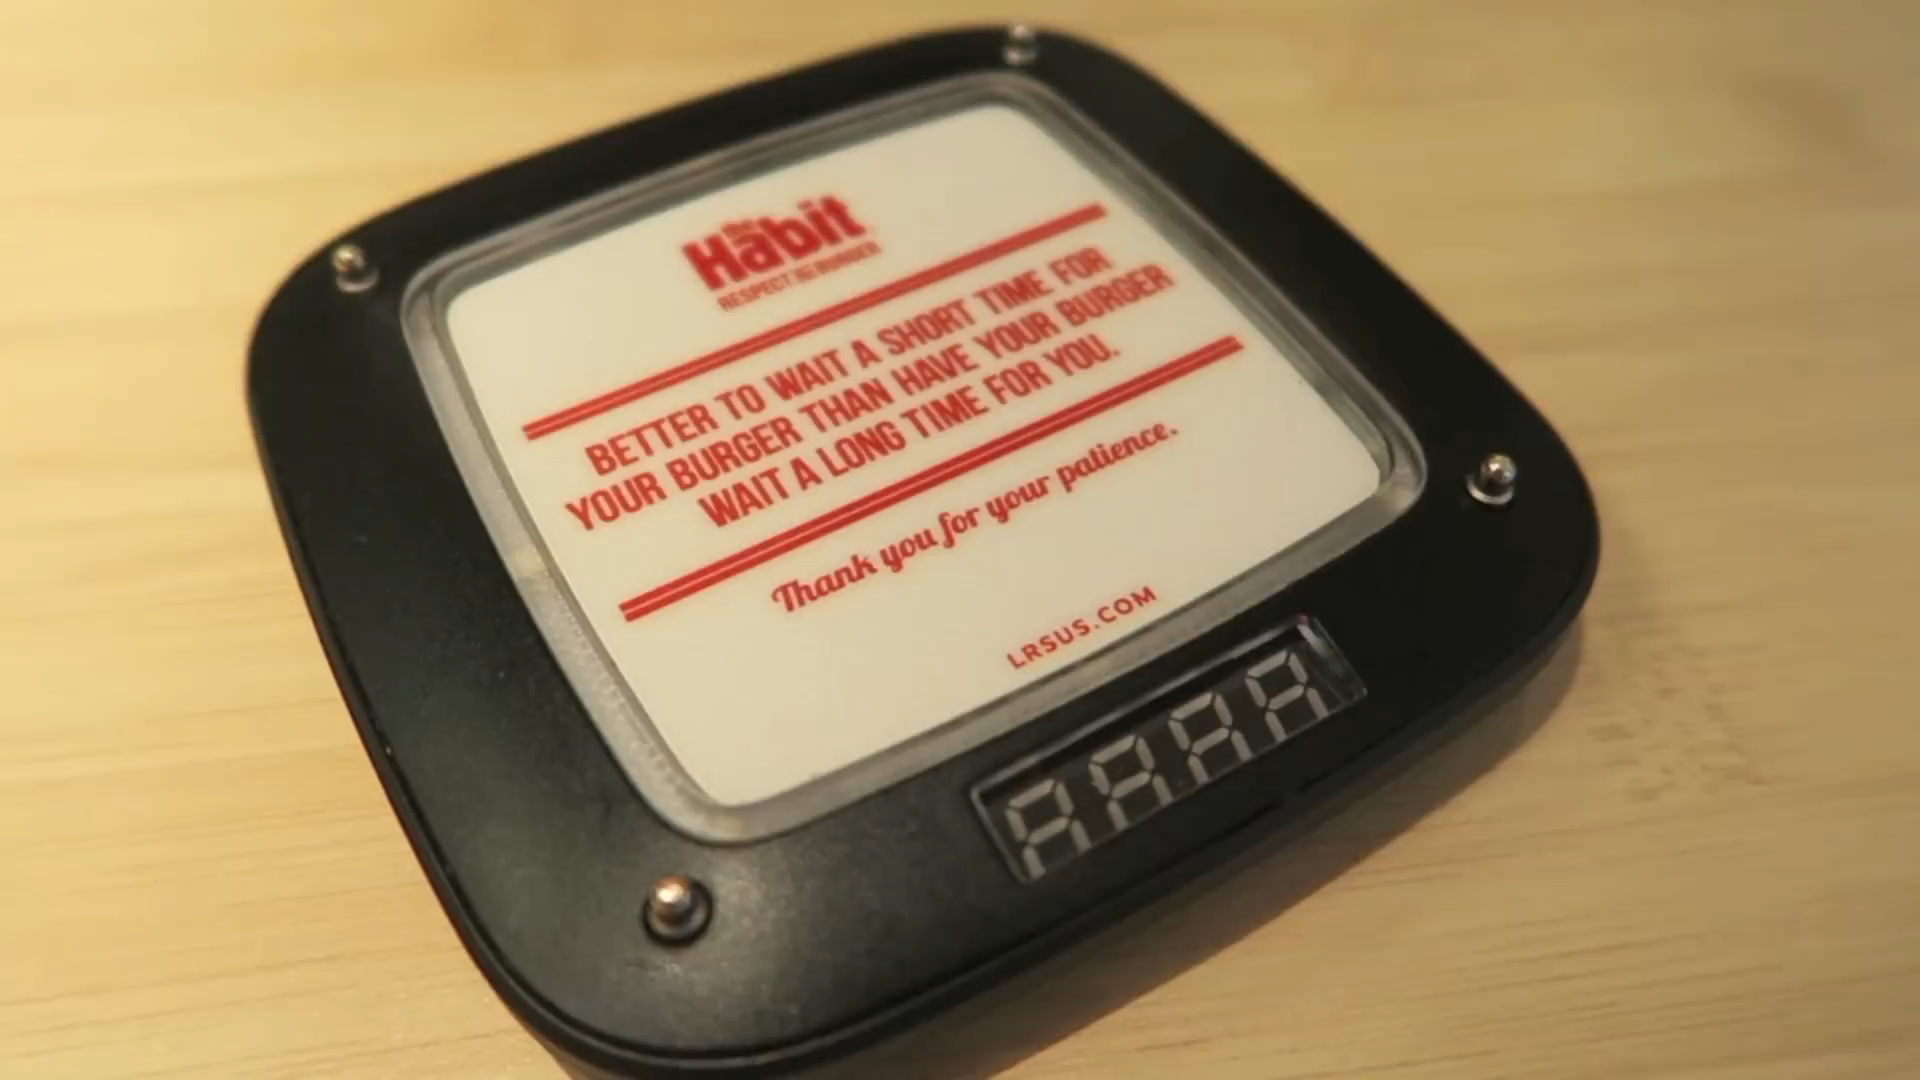 the
Habit
RESPECT THE BURGER
BETTER TO WAIT A SHORT TIME FOR
YOUR BURGER THAN HAVE YOUR BURGER
WAIT A LONG TIME FOR YOU.
Thank you for your patience.
LRSUS.COM